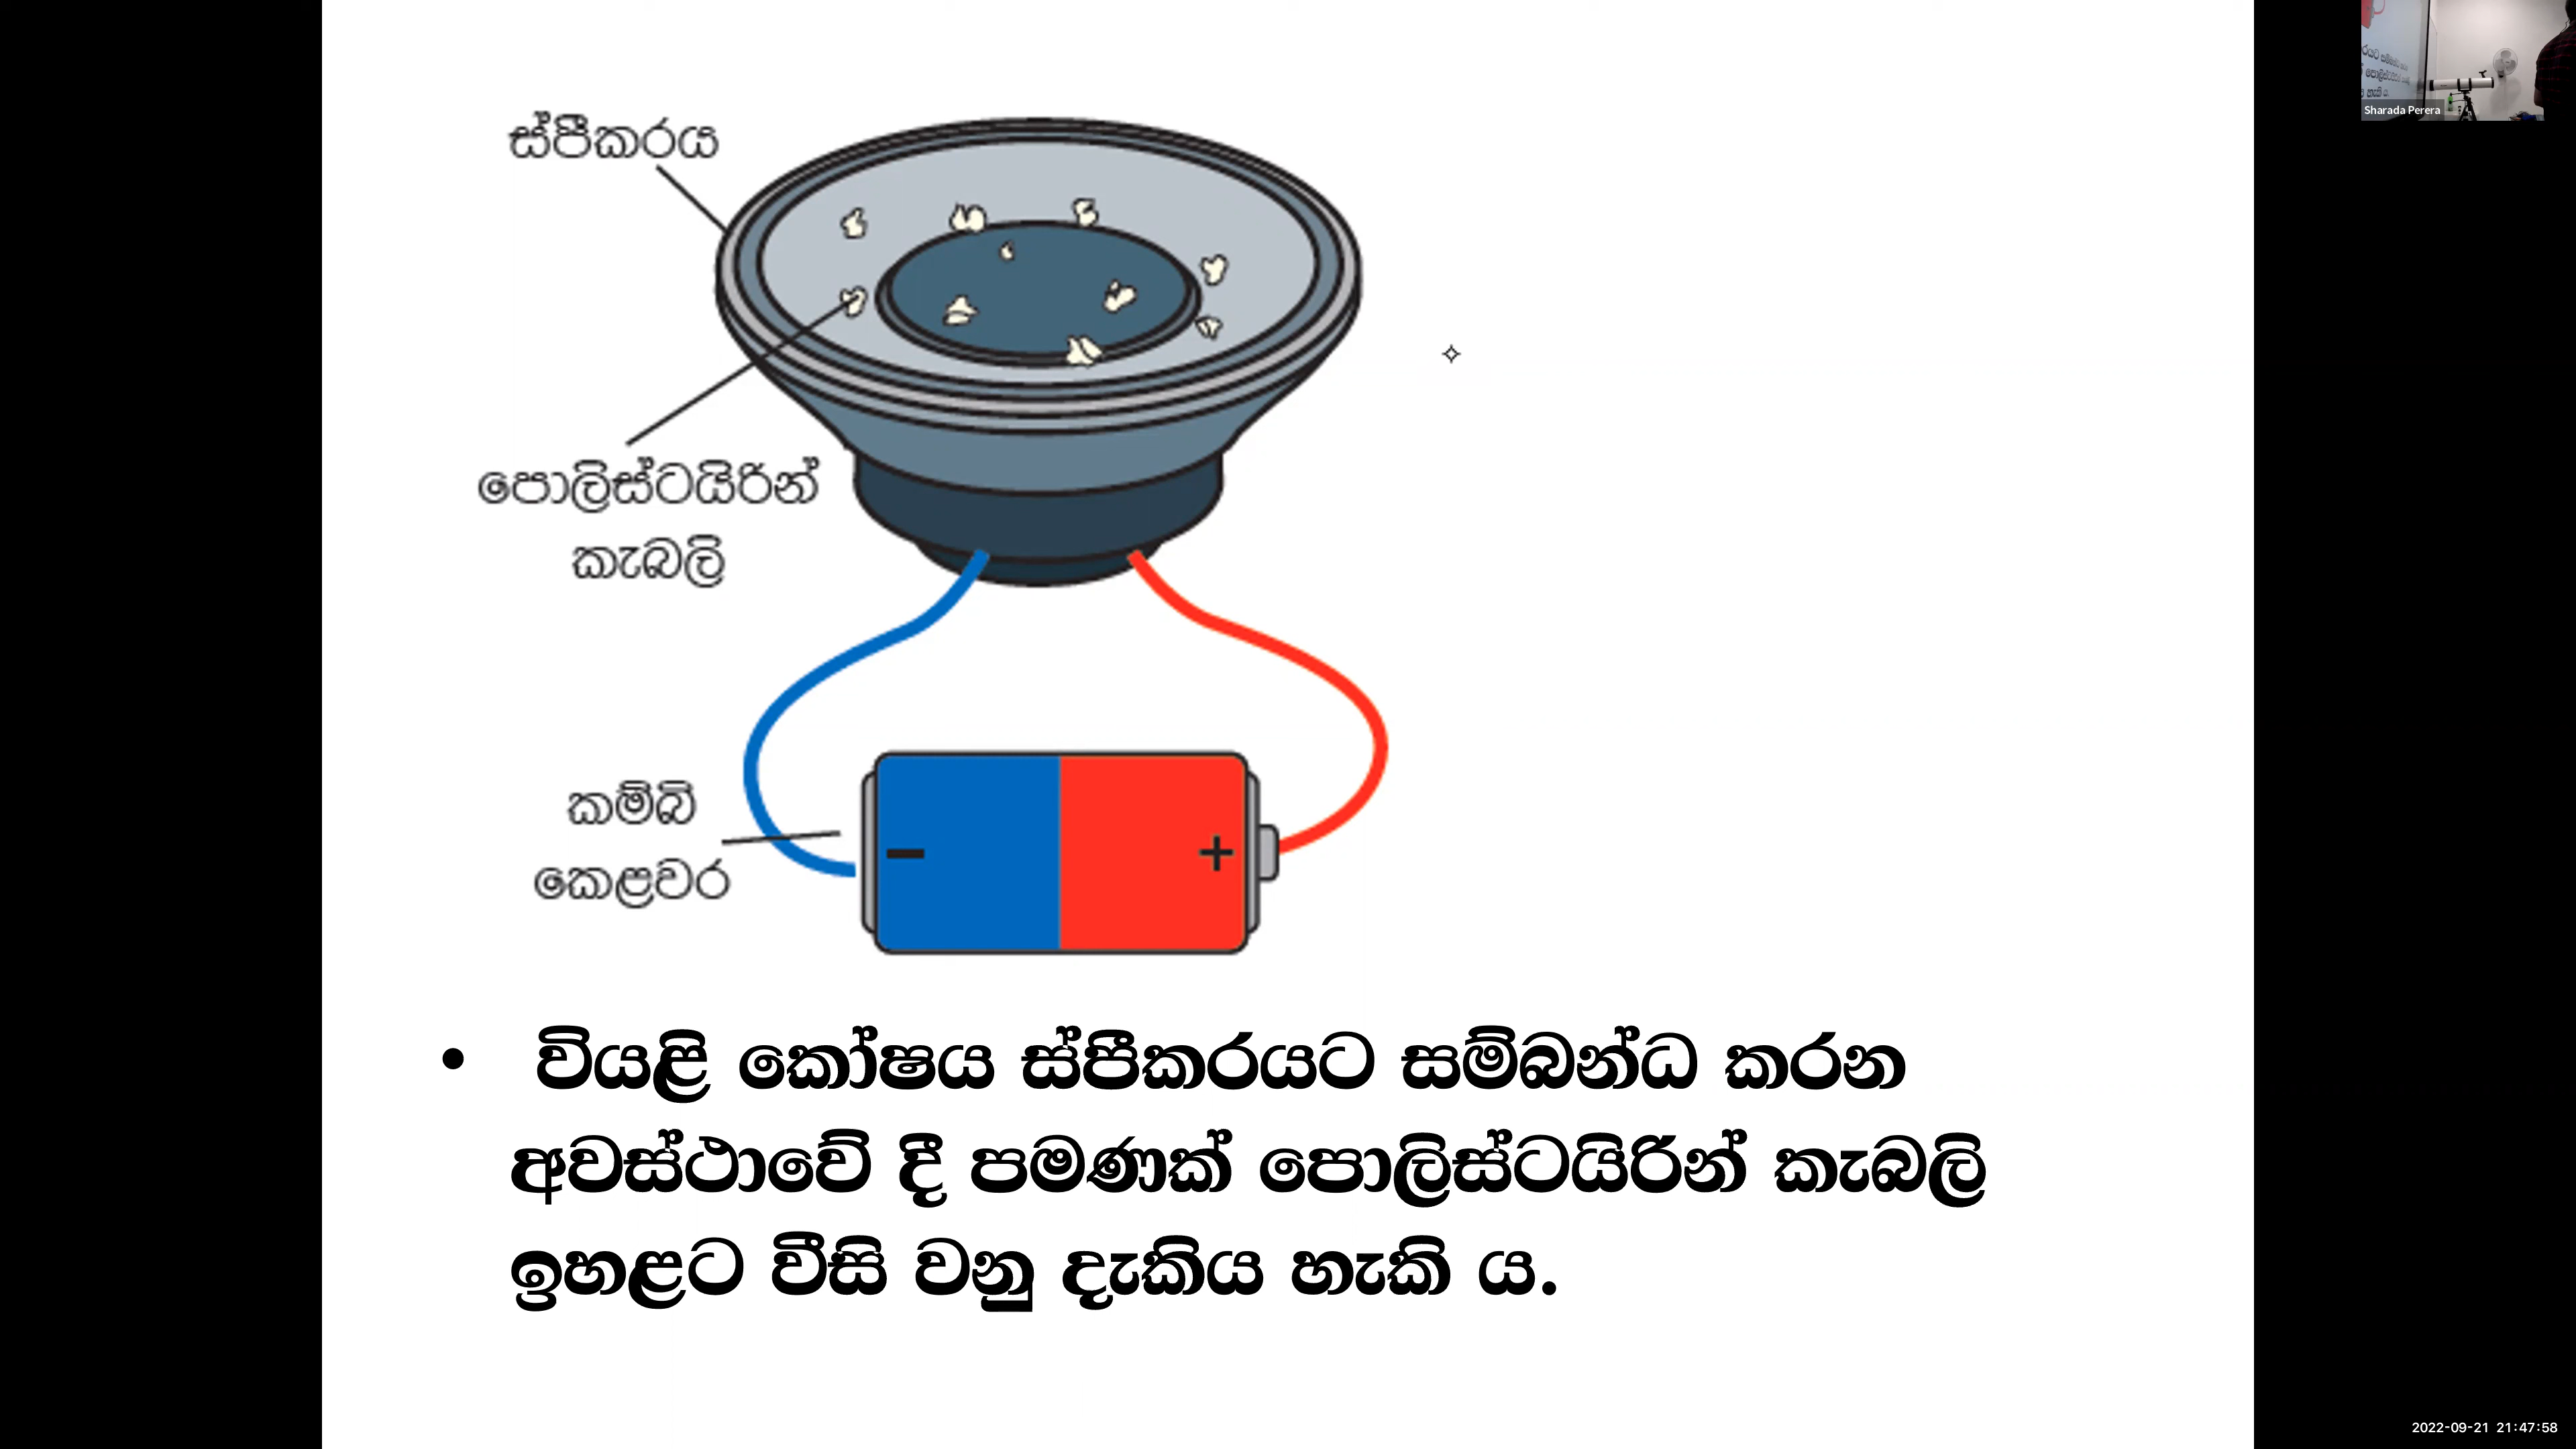 ස්පීකරය
පොලිස්ටයිරින්
කැබලි
කම්බි
කෙළවර
−
+
• වියළි කෝෂය ස්පීකරයට සම්බන්ධ කරන
අවස්ථාවේ දී පමණක් පොලිස්ටයිරින් කැබලි
ඉහළට වීසි වනු දැකිය හැකි ය.
Sharada Perera
2022-09-21 21:47:58